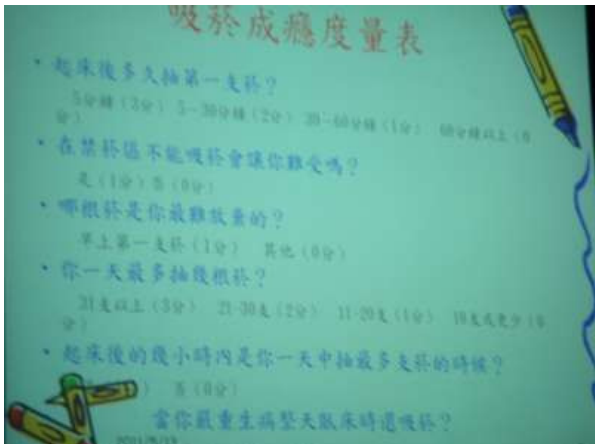 吸菸成癮度量表
• 起床後多久抽第一支菸？
5分鐘（3分） 5-30分鐘（2分） 30-60分鐘（1分） 60分鐘以上（0
分）
• 在禁菸區不能吸菸會讓你難受嗎？
是（1分）否（0分）
• 哪根菸是你最難放棄的？
早上第一支菸（1分） 其他（0分）
• 你一天最多抽幾根菸？
31支以上（3分） 21-30支（2分） 11-20支（1分） 10支或更少（0
分）
• 起床後的幾小時內是你一天中抽最多支菸的時候？
） 否（0分）
當你嚴重生病整天臥床時還吸菸？